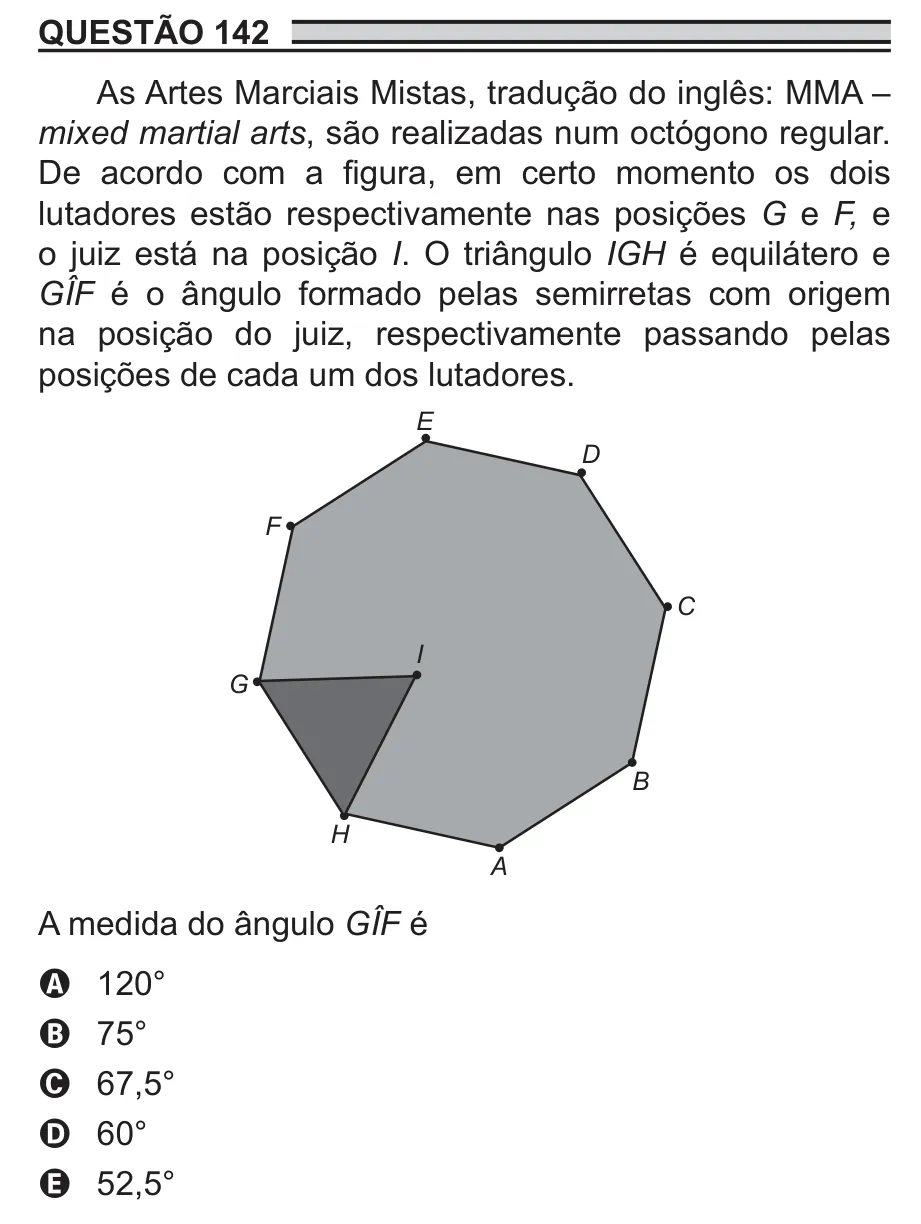 QUESTÃO 142
As Artes Marciais Mistas, tradução do inglês: MMA –
mixed martial arts, são realizadas num octógono regular.
De acordo com a figura, em certo momento os dois
lutadores estão respectivamente nas posições G e F, e
o juiz está na posição I. O triângulo IGH é equilátero e
GÎF é o ângulo formado pelas semirretas com origem
na posição do juiz, respectivamente passando pelas
posições de cada um dos lutadores.
E
D
F
C
I
G
B
H
A
A medida do ângulo GÎF é
A 120°
B 75°
C 67,5°
D 60°
E 52,5°